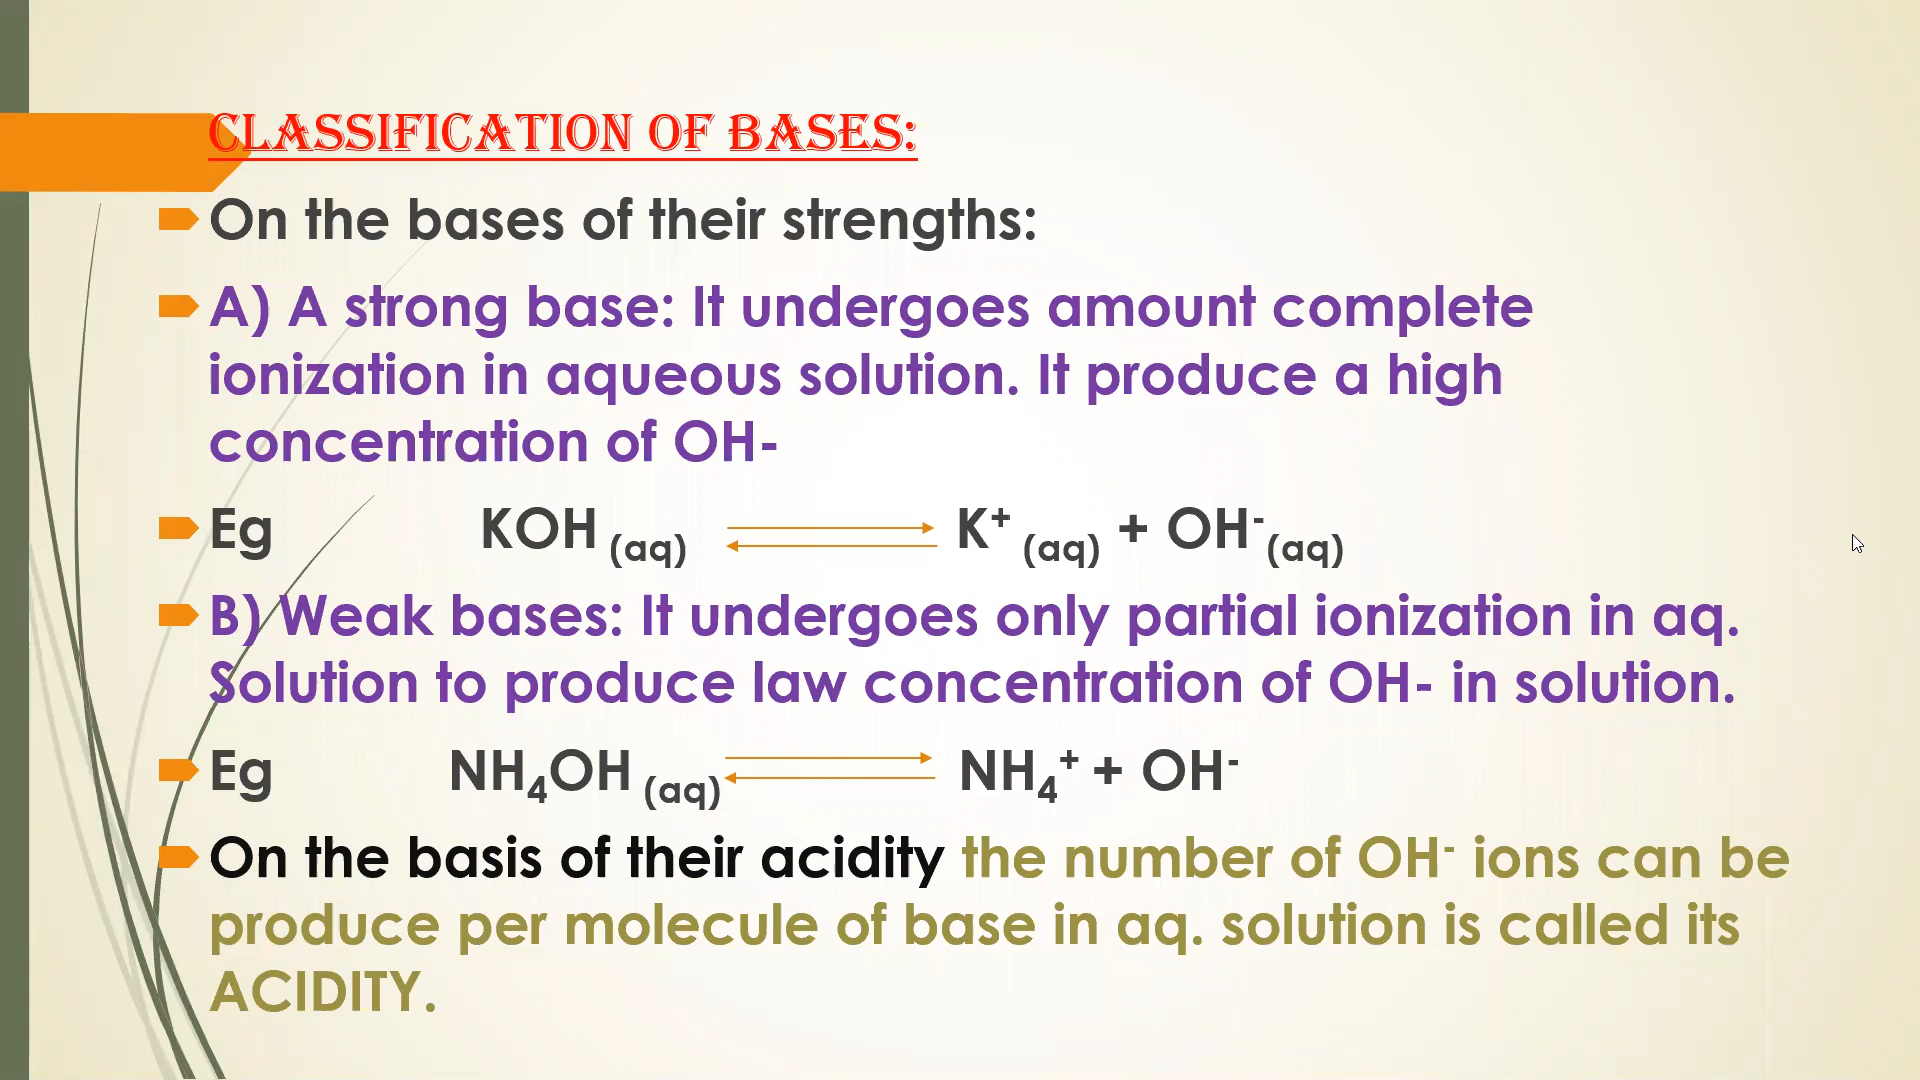 CLASSIFICATION OF BASES:
On the bases of their strengths:
A) A strong base: It undergoes amount complete
ionization in aqueous solution. It produce a high
concentration of OH-
Eg KOH (aq) K⁺ (aq) + OH⁻(aq)
B) Weak bases: It undergoes only partial ionization in aq.
Solution to produce law concentration of OH- in solution.
Eg NH₄OH (aq) NH₄⁺ + OH⁻
On the basis of their acidity the number of OH⁻ ions can be
produce per molecule of base in aq. solution is called its
ACIDITY.